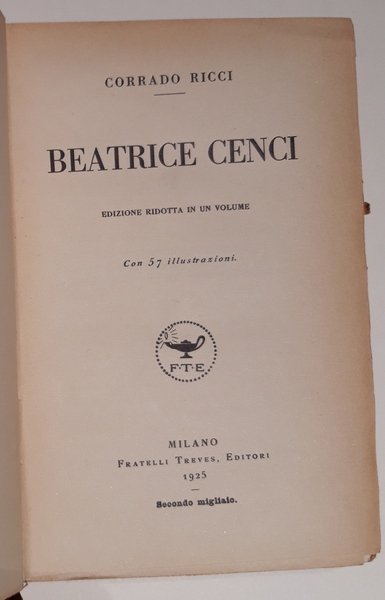 CORRADO RICCI
BEATRICE CENCI
EDIZIONE RIDOTTA IN UN VOLUME
Con 57 illustrazioni.
F·T·E
MILANO
FRATELLI TREVES, EDITORI
1925
Secondo migliaio.